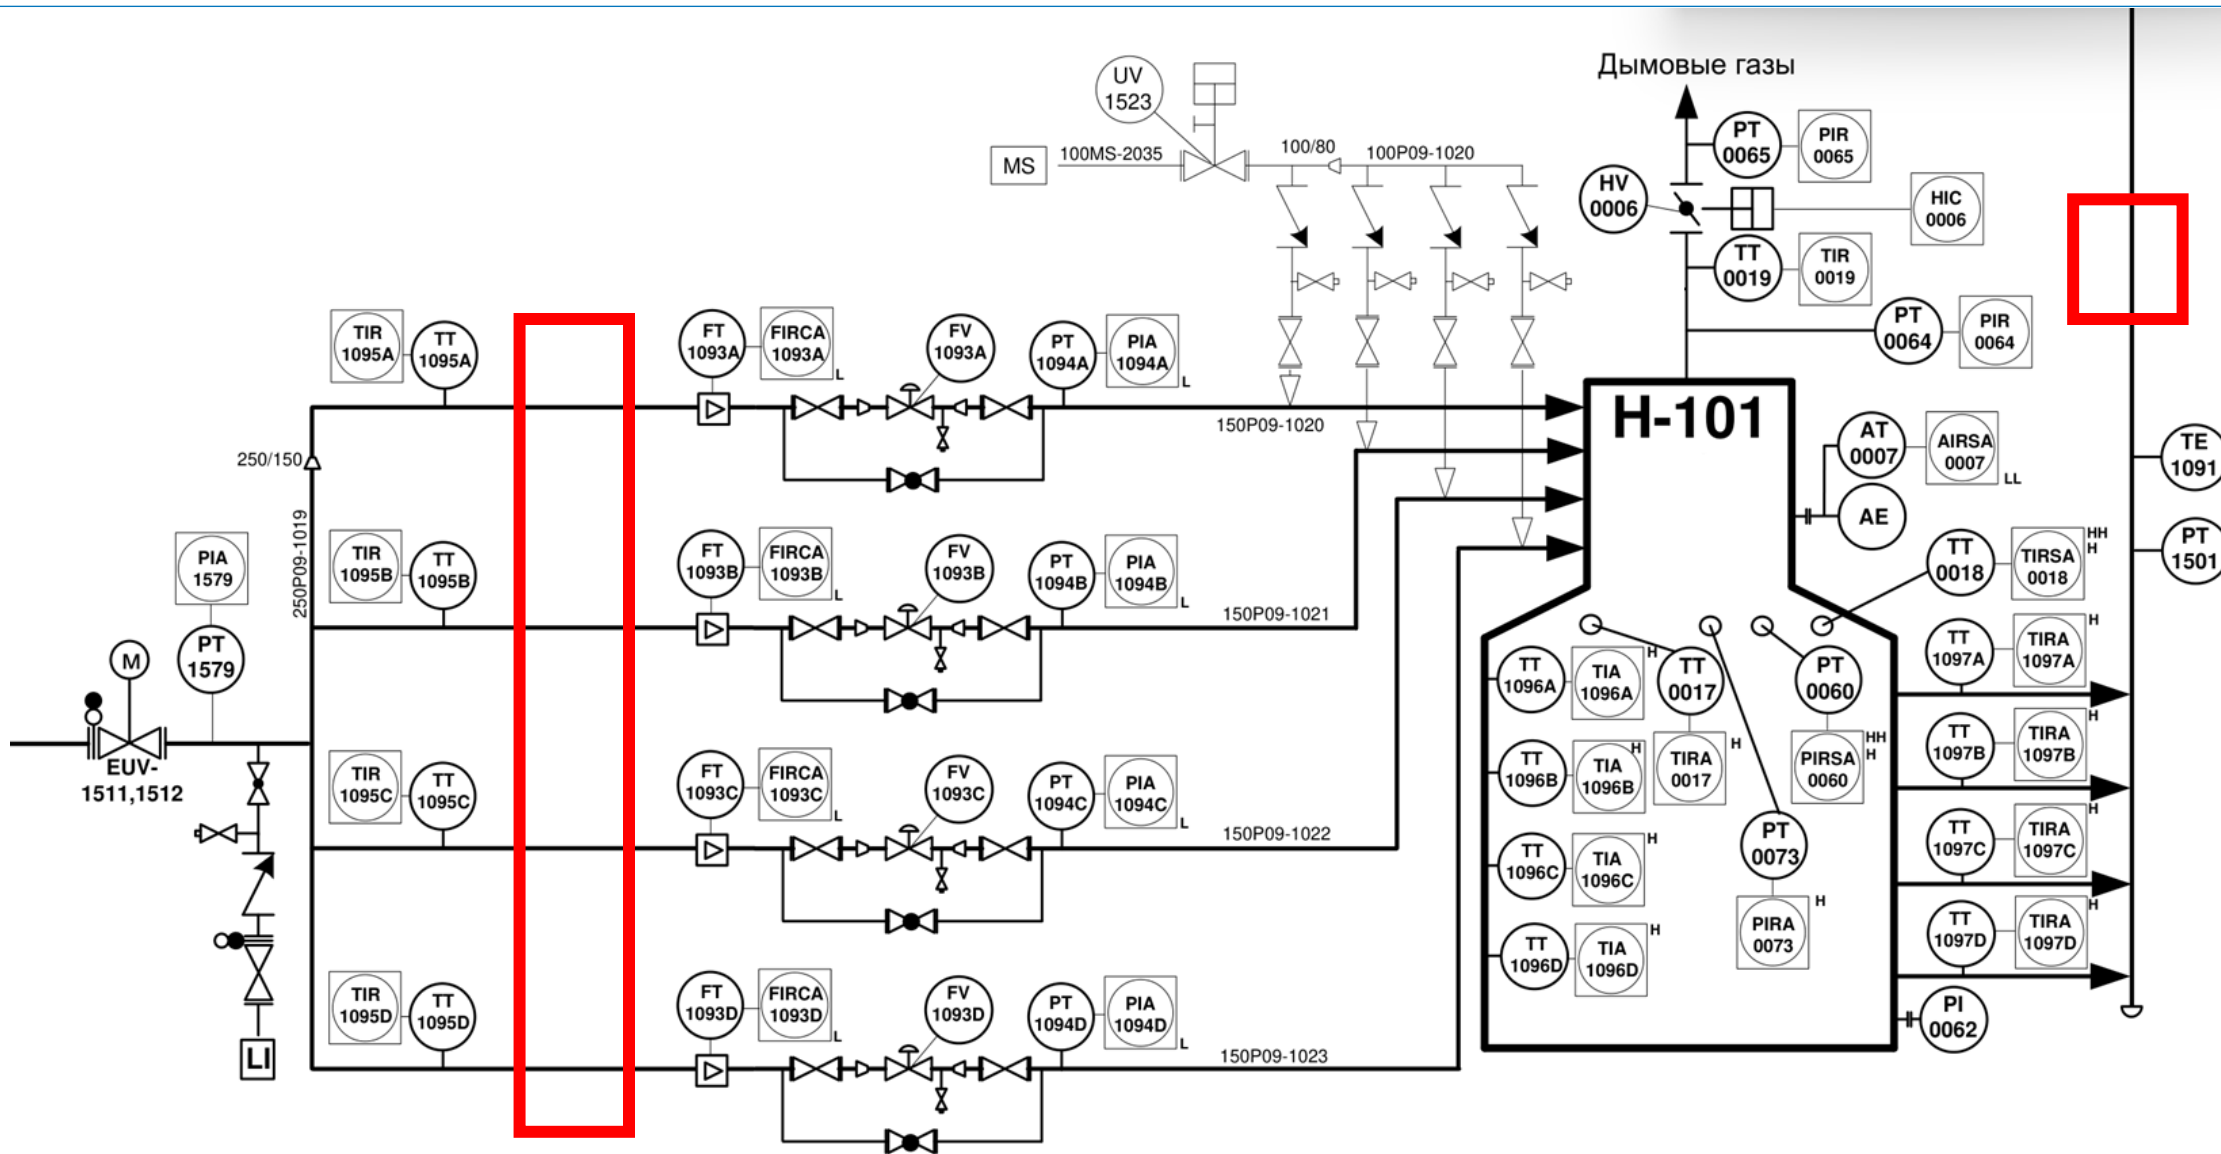 Дымовые газы
UV
1523
MS
100MS-2035
100/80
100P09-1020
PT
0065
PIR
0065
HV
0006
HIC
0006
TT
0019
TIR
0019
PT
0064
PIR
0064
TIR
1095A
TT
1095A
FT
1093A
FIRCA
1093A
L
FV
1093A
PT
1094A
PIA
1094A
L
150P09-1020
H-101
AT
0007
AIRSA
0007
LL
AE
TE
1091
PT
1501
250/150
250P09-1019
PIA
1579
PT
1579
M
EUV-
1511,1512
LI
TIR
1095B
TT
1095B
FT
1093B
FIRCA
1093B
L
FV
1093B
PT
1094B
PIA
1094B
L
150P09-1021
TT
0018
TIRSA
0018
HH
H
TT
1096A
TIA
1096A
H
TT
0017
TIRA
0017
H
PT
0060
PIRSA
0060
HH
H
TT
1097A
TIRA
1097A
H
TT
1096B
TIA
1096B
H
TT
1097B
TIRA
1097B
H
TIR
1095C
TT
1095C
FT
1093C
FIRCA
1093C
L
FV
1093C
PT
1094C
PIA
1094C
L
150P09-1022
TT
1096C
TIA
1096C
H
PT
0073
PIRA
0073
H
TT
1097C
TIRA
1097C
H
TT
1096D
TIA
1096D
H
TT
1097D
TIRA
1097D
H
TIR
1095D
TT
1095D
FT
1093D
FIRCA
1093D
L
FV
1093D
PT
1094D
PIA
1094D
L
150P09-1023
PI
0062